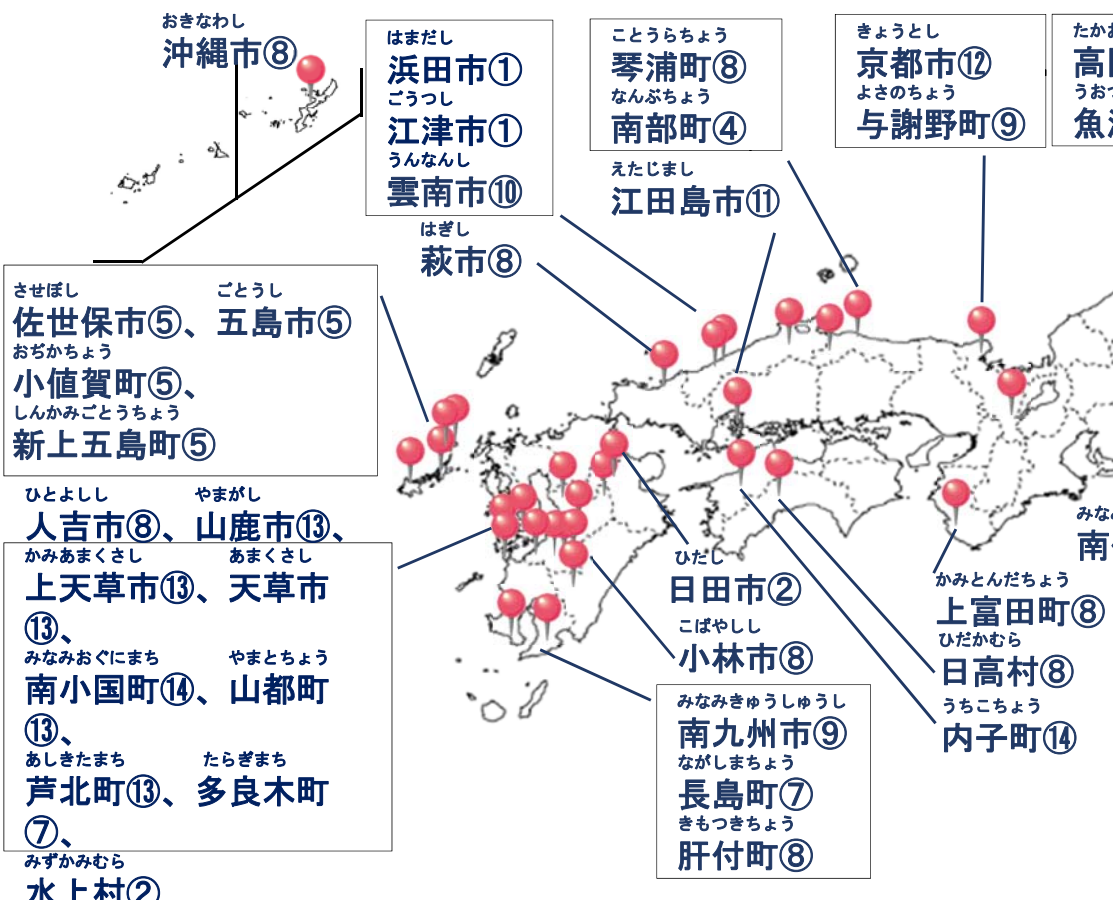 おきなわし
沖縄市⑧
はまだし
浜田市①
ごうつし
江津市①
うんなんし
雲南市⑩
はぎし
萩市⑧
ことうらちょう
琴浦町⑧
なんぶちょう
南部町④
えたじまし
江田島市⑪
きょうとし
京都市⑫
よさのちょう
与謝野町⑨
たかお
高
うお
魚
させぼし ごとうし
佐世保市⑤、五島市⑤
おぢかちょう
小値賀町⑤、
しんかみごとうちょう
新上五島町⑤
ひとよしし やまがし
人吉市⑧、山鹿市⑬、
かみあまくさし あまくさし
上天草市⑬、天草市
⑬、
みなみおぐにまち やまとちょう
南小国町⑭、山都町
⑬、
あしきたまち たらぎまち
芦北町⑬、多良木町
⑦、
みずかみむら
水上村②
ひだし
日田市②
こばやしし
小林市⑧
みなみきゅうしゅうし
南九州市⑨
ながしまちょう
長島町⑦
きもつきちょう
肝付町⑧
みなみ
南
かみとんだちょう
上富田町⑧
ひだかむら
日高村⑧
うちこちょう
内子町⑭